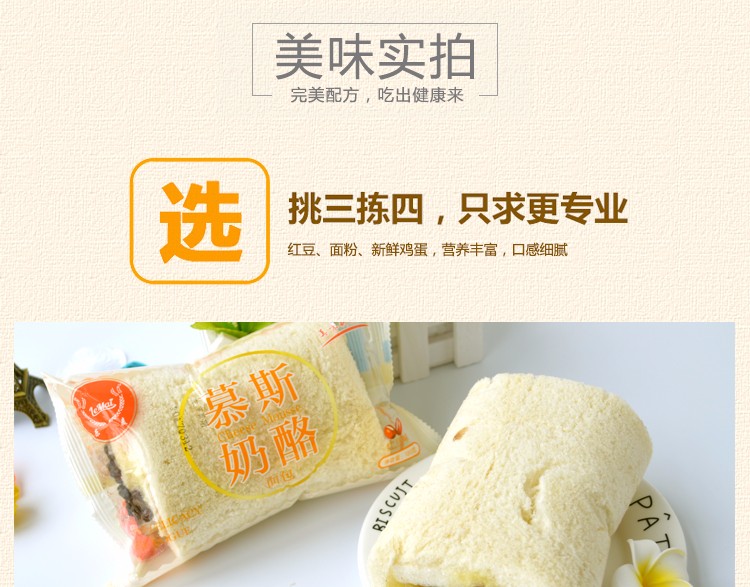 美味实拍
完美配方，吃出健康来
选
挑三拣四，只求更专业
红豆、面粉、新鲜鸡蛋，营养丰富，口感细腻
慕斯
奶酪
面包
BISCUIT
PÂT